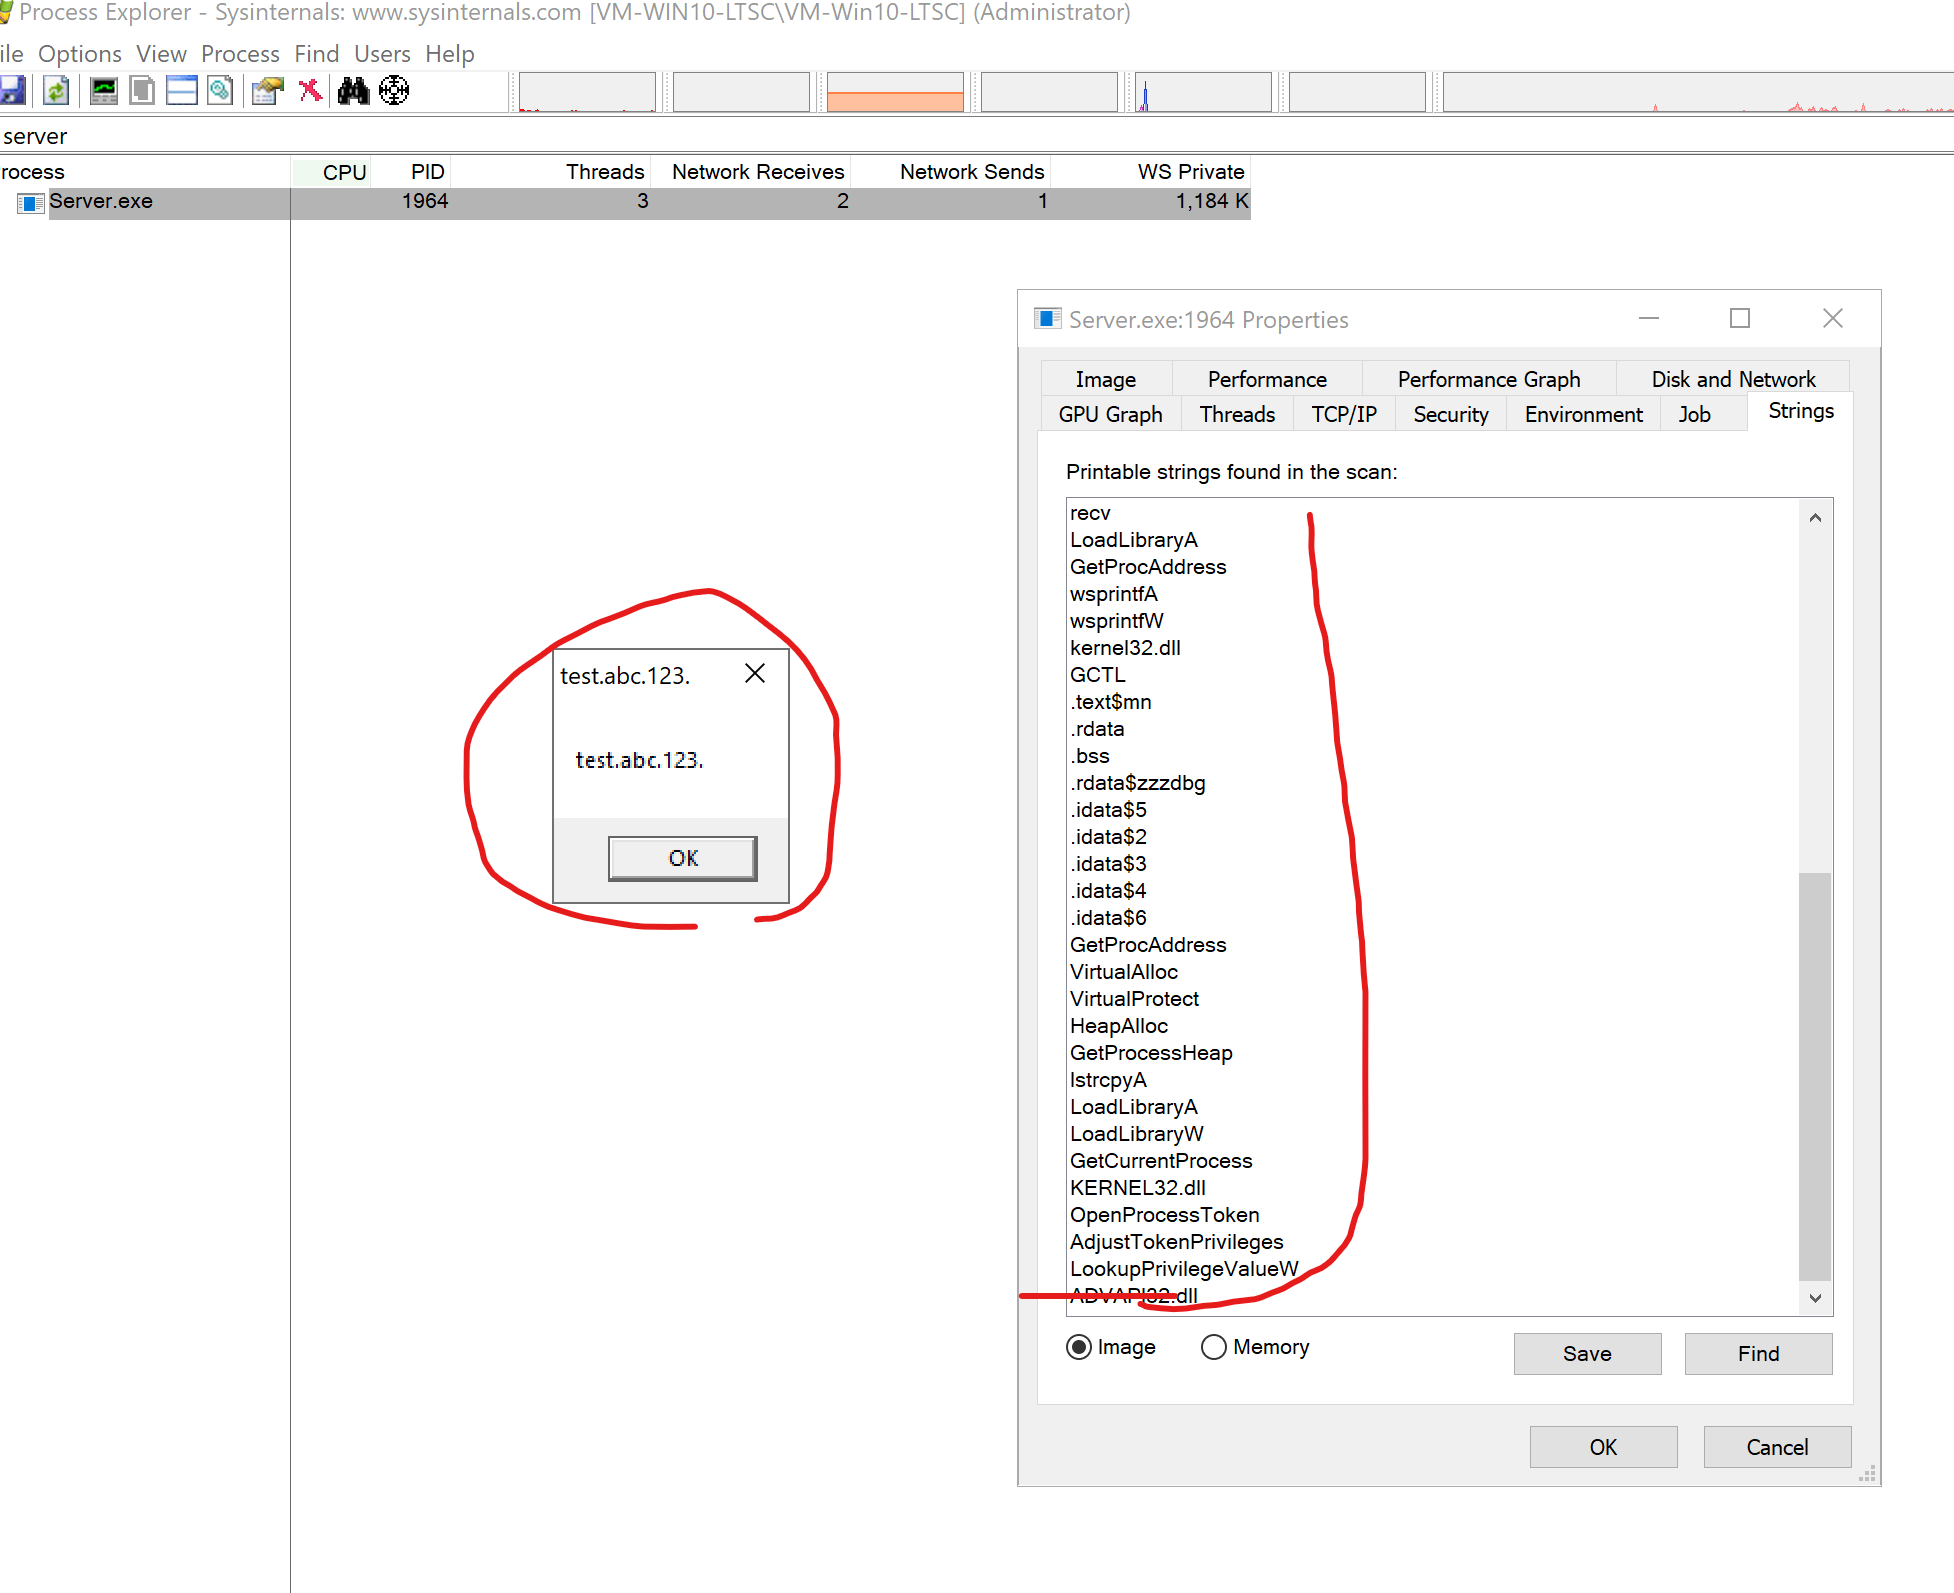 Process Explorer - Sysinternals: www.sysinternals.com [VM-WIN10-LTSC\VM-Win10-LTSC] (Administrator)
ile Options View Process Find Users Help
server
rocess CPU PID Threads Network Receives Network Sends WS Private
Server.exe 1964 3 2 1 1,184 K
test.abc.123.
test.abc.123.
OK
Server.exe:1964 Properties
Image Performance Performance Graph Disk and Network
GPU Graph Threads TCP/IP Security Environment Job Strings
Printable strings found in the scan:
recv
LoadLibraryA
GetProcAddress
wsprintfA
wsprintfW
kernel32.dll
GCTL
.text$mn
.rdata
.bss
.rdata$zzzdbg
.idata$5
.idata$2
.idata$3
.idata$4
.idata$6
GetProcAddress
VirtualAlloc
VirtualProtect
HeapAlloc
GetProcessHeap
lstrcpyA
LoadLibraryA
LoadLibraryW
GetCurrentProcess
KERNEL32.dll
OpenProcessToken
AdjustTokenPrivileges
LookupPrivilegeValueW
ADVAPI32.dll
Image Memory Save Find
OK Cancel